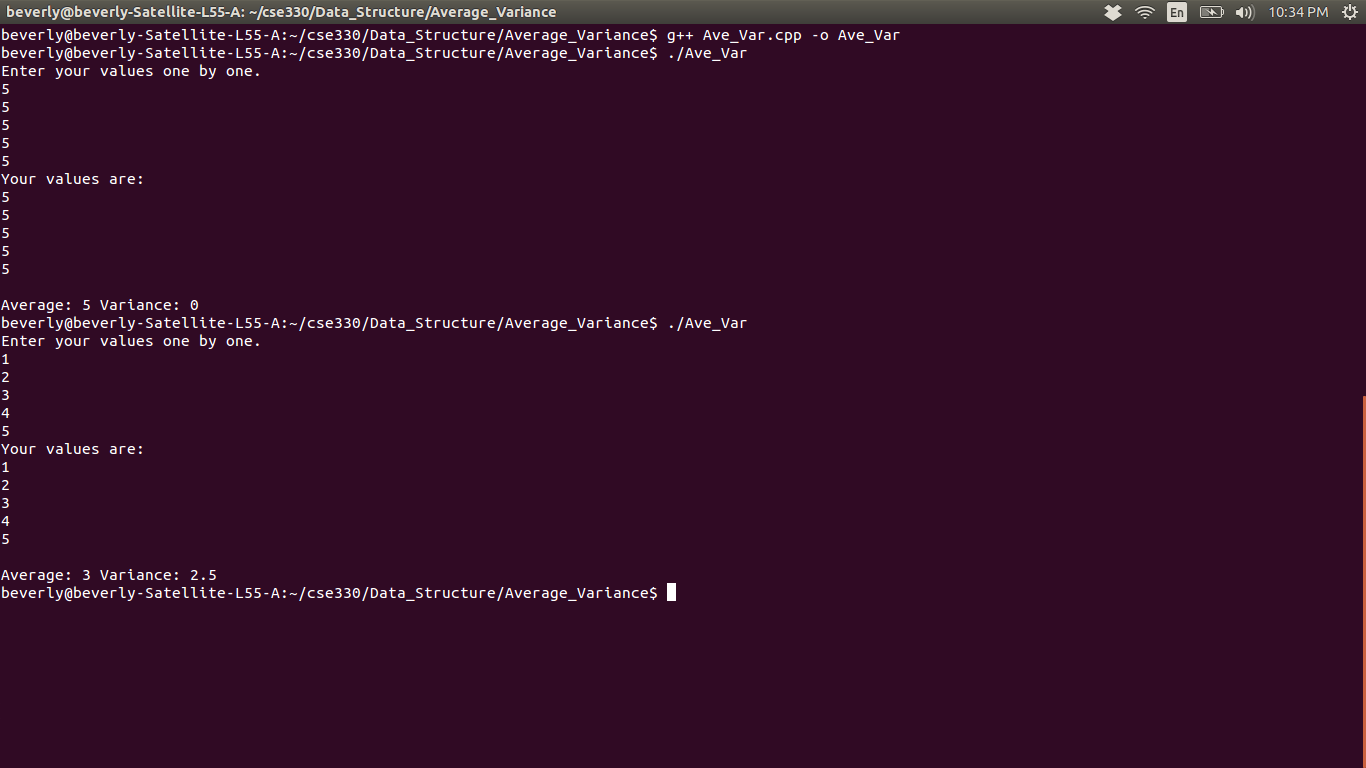 beverly@beverly-Satellite-L55-A: ~/cse330/Data_Structure/Average_Variance En 10:34 PM
beverly@beverly-Satellite-L55-A:~/cse330/Data_Structure/Average_Variance$ g++ Ave_Var.cpp -o Ave_Var
beverly@beverly-Satellite-L55-A:~/cse330/Data_Structure/Average_Variance$ ./Ave_Var
Enter your values one by one.
5
5
5
5
5
Your values are:
5
5
5
5
5
Average: 5 Variance: 0
beverly@beverly-Satellite-L55-A:~/cse330/Data_Structure/Average_Variance$ ./Ave_Var
Enter your values one by one.
1
2
3
4
5
Your values are:
1
2
3
4
5
Average: 3 Variance: 2.5
beverly@beverly-Satellite-L55-A:~/cse330/Data_Structure/Average_Variance$